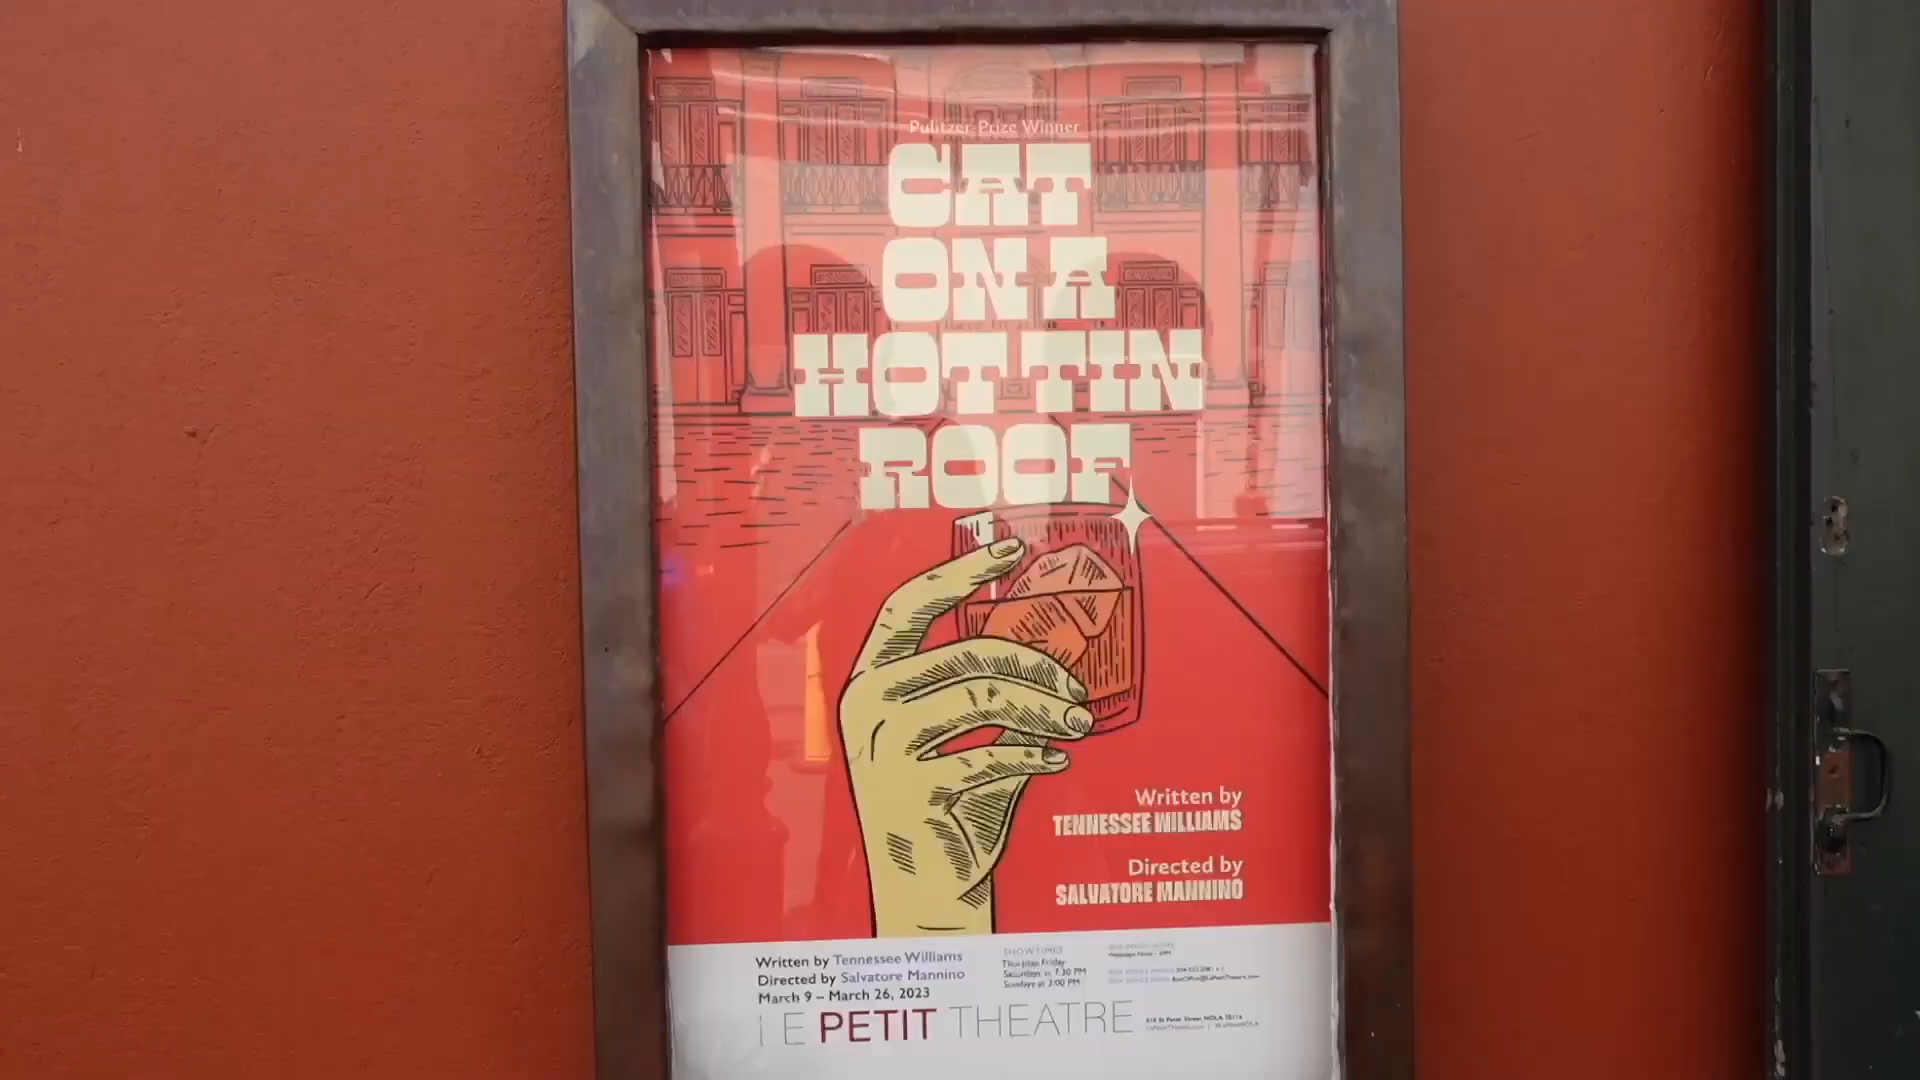 Pulitzer-Prize Winner
CAT
ON A
HOT TIN
ROOF
Written by
TENNESSEE WILLIAMS
Directed by
SALVATORE MANNINO
Written by Tennessee Williams
Directed by Salvatore Mannino
March 9 – March 26, 2023
SHOWTIMES
Saturdays at 7:30 PM
Sundays at 3:00 PM
LE PETIT THEATRE